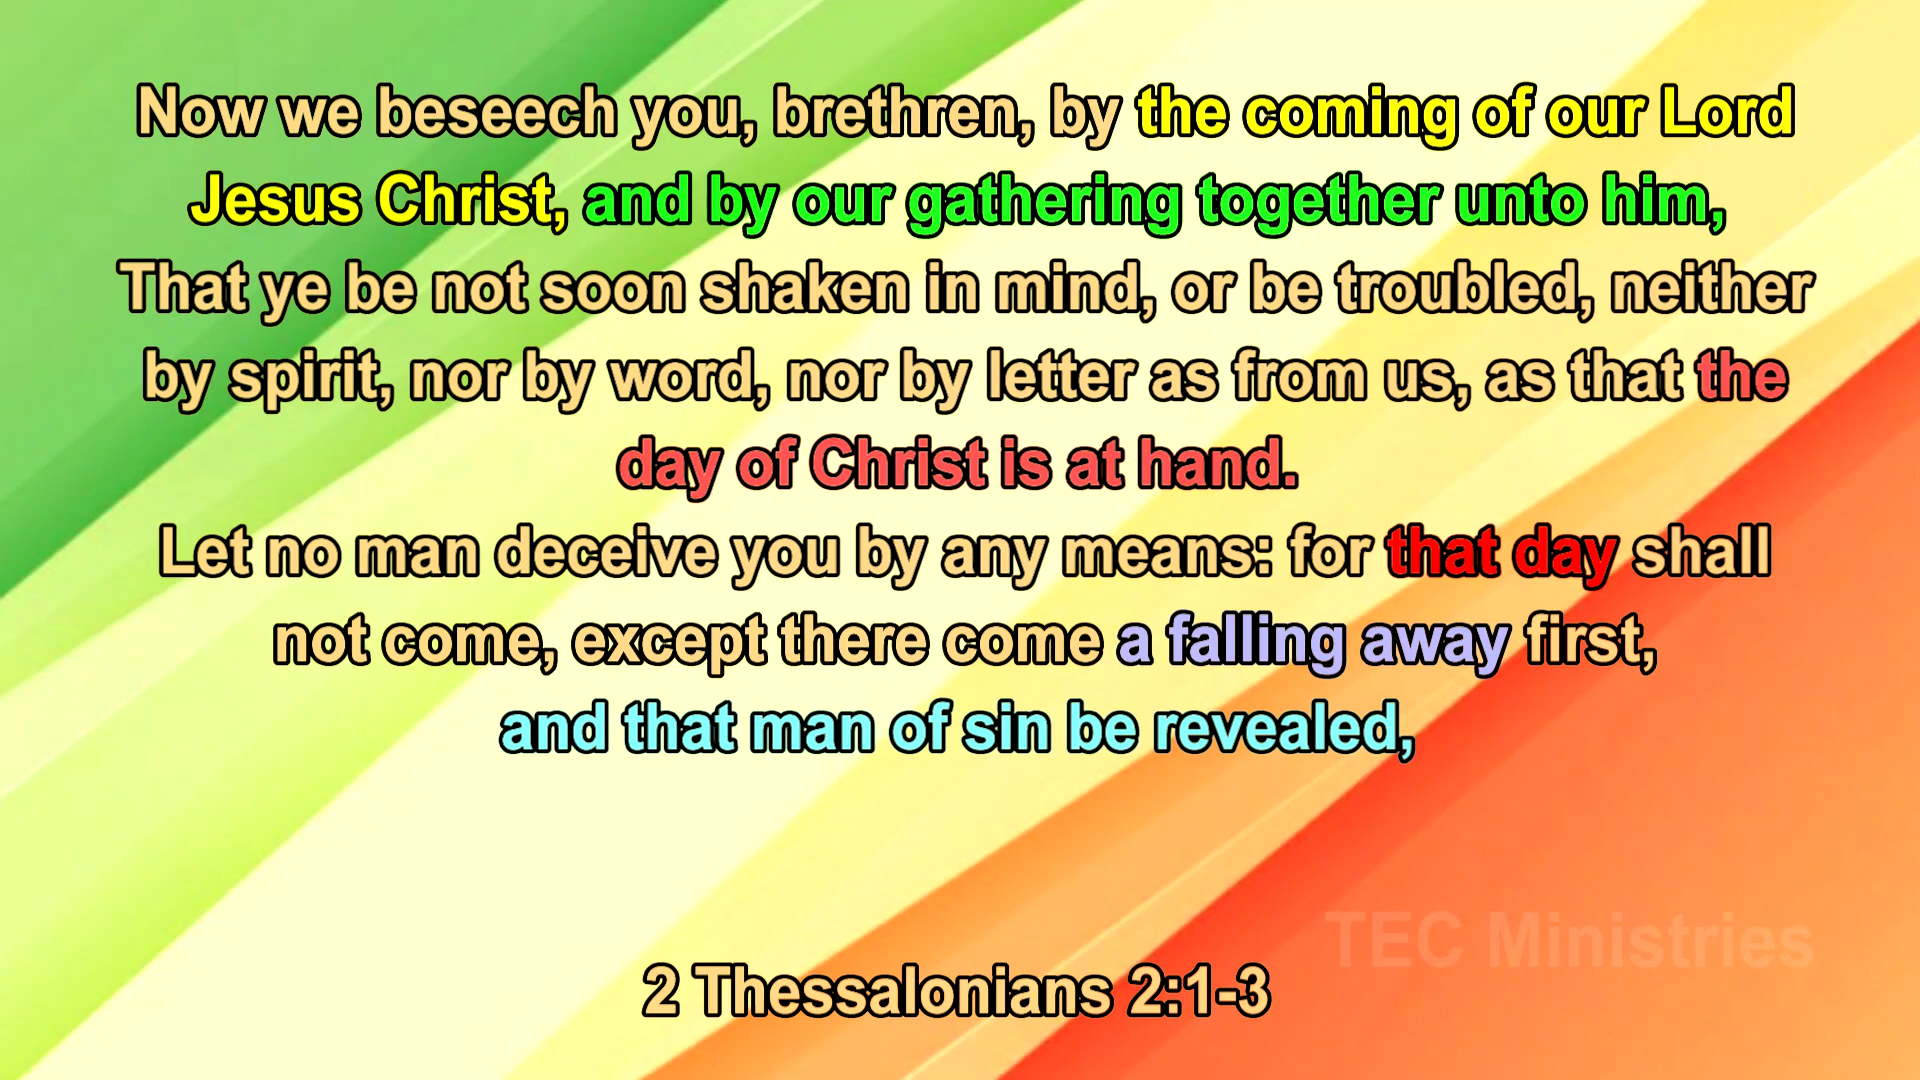 Now we beseech you, brethren, by the coming of our Lord
Jesus Christ, and by our gathering together unto him,
That ye be not soon shaken in mind, or be troubled, neither
by spirit, nor by word, nor by letter as from us, as that the
day of Christ is at hand.
Let no man deceive you by any means: for that day shall
not come, except there come a falling away first,
and that man of sin be revealed,
TEC Ministries
2 Thessalonians 2:1-3